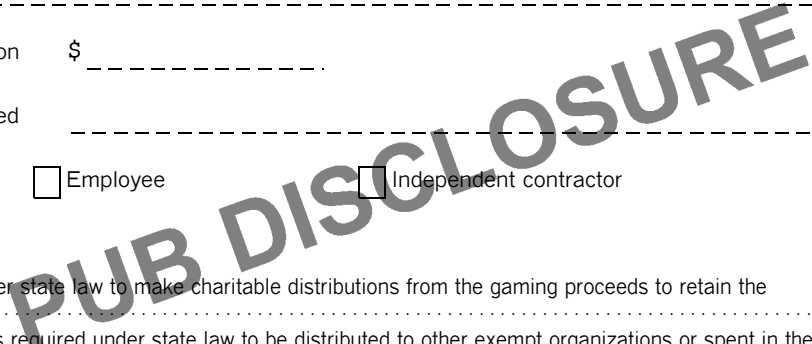 on $
ed
Employee Independent contractor
er state law to make charitable distributions from the gaming proceeds to retain the
s required under state law to be distributed to other exempt organizations or spent in the
PUB DISCLOSURE